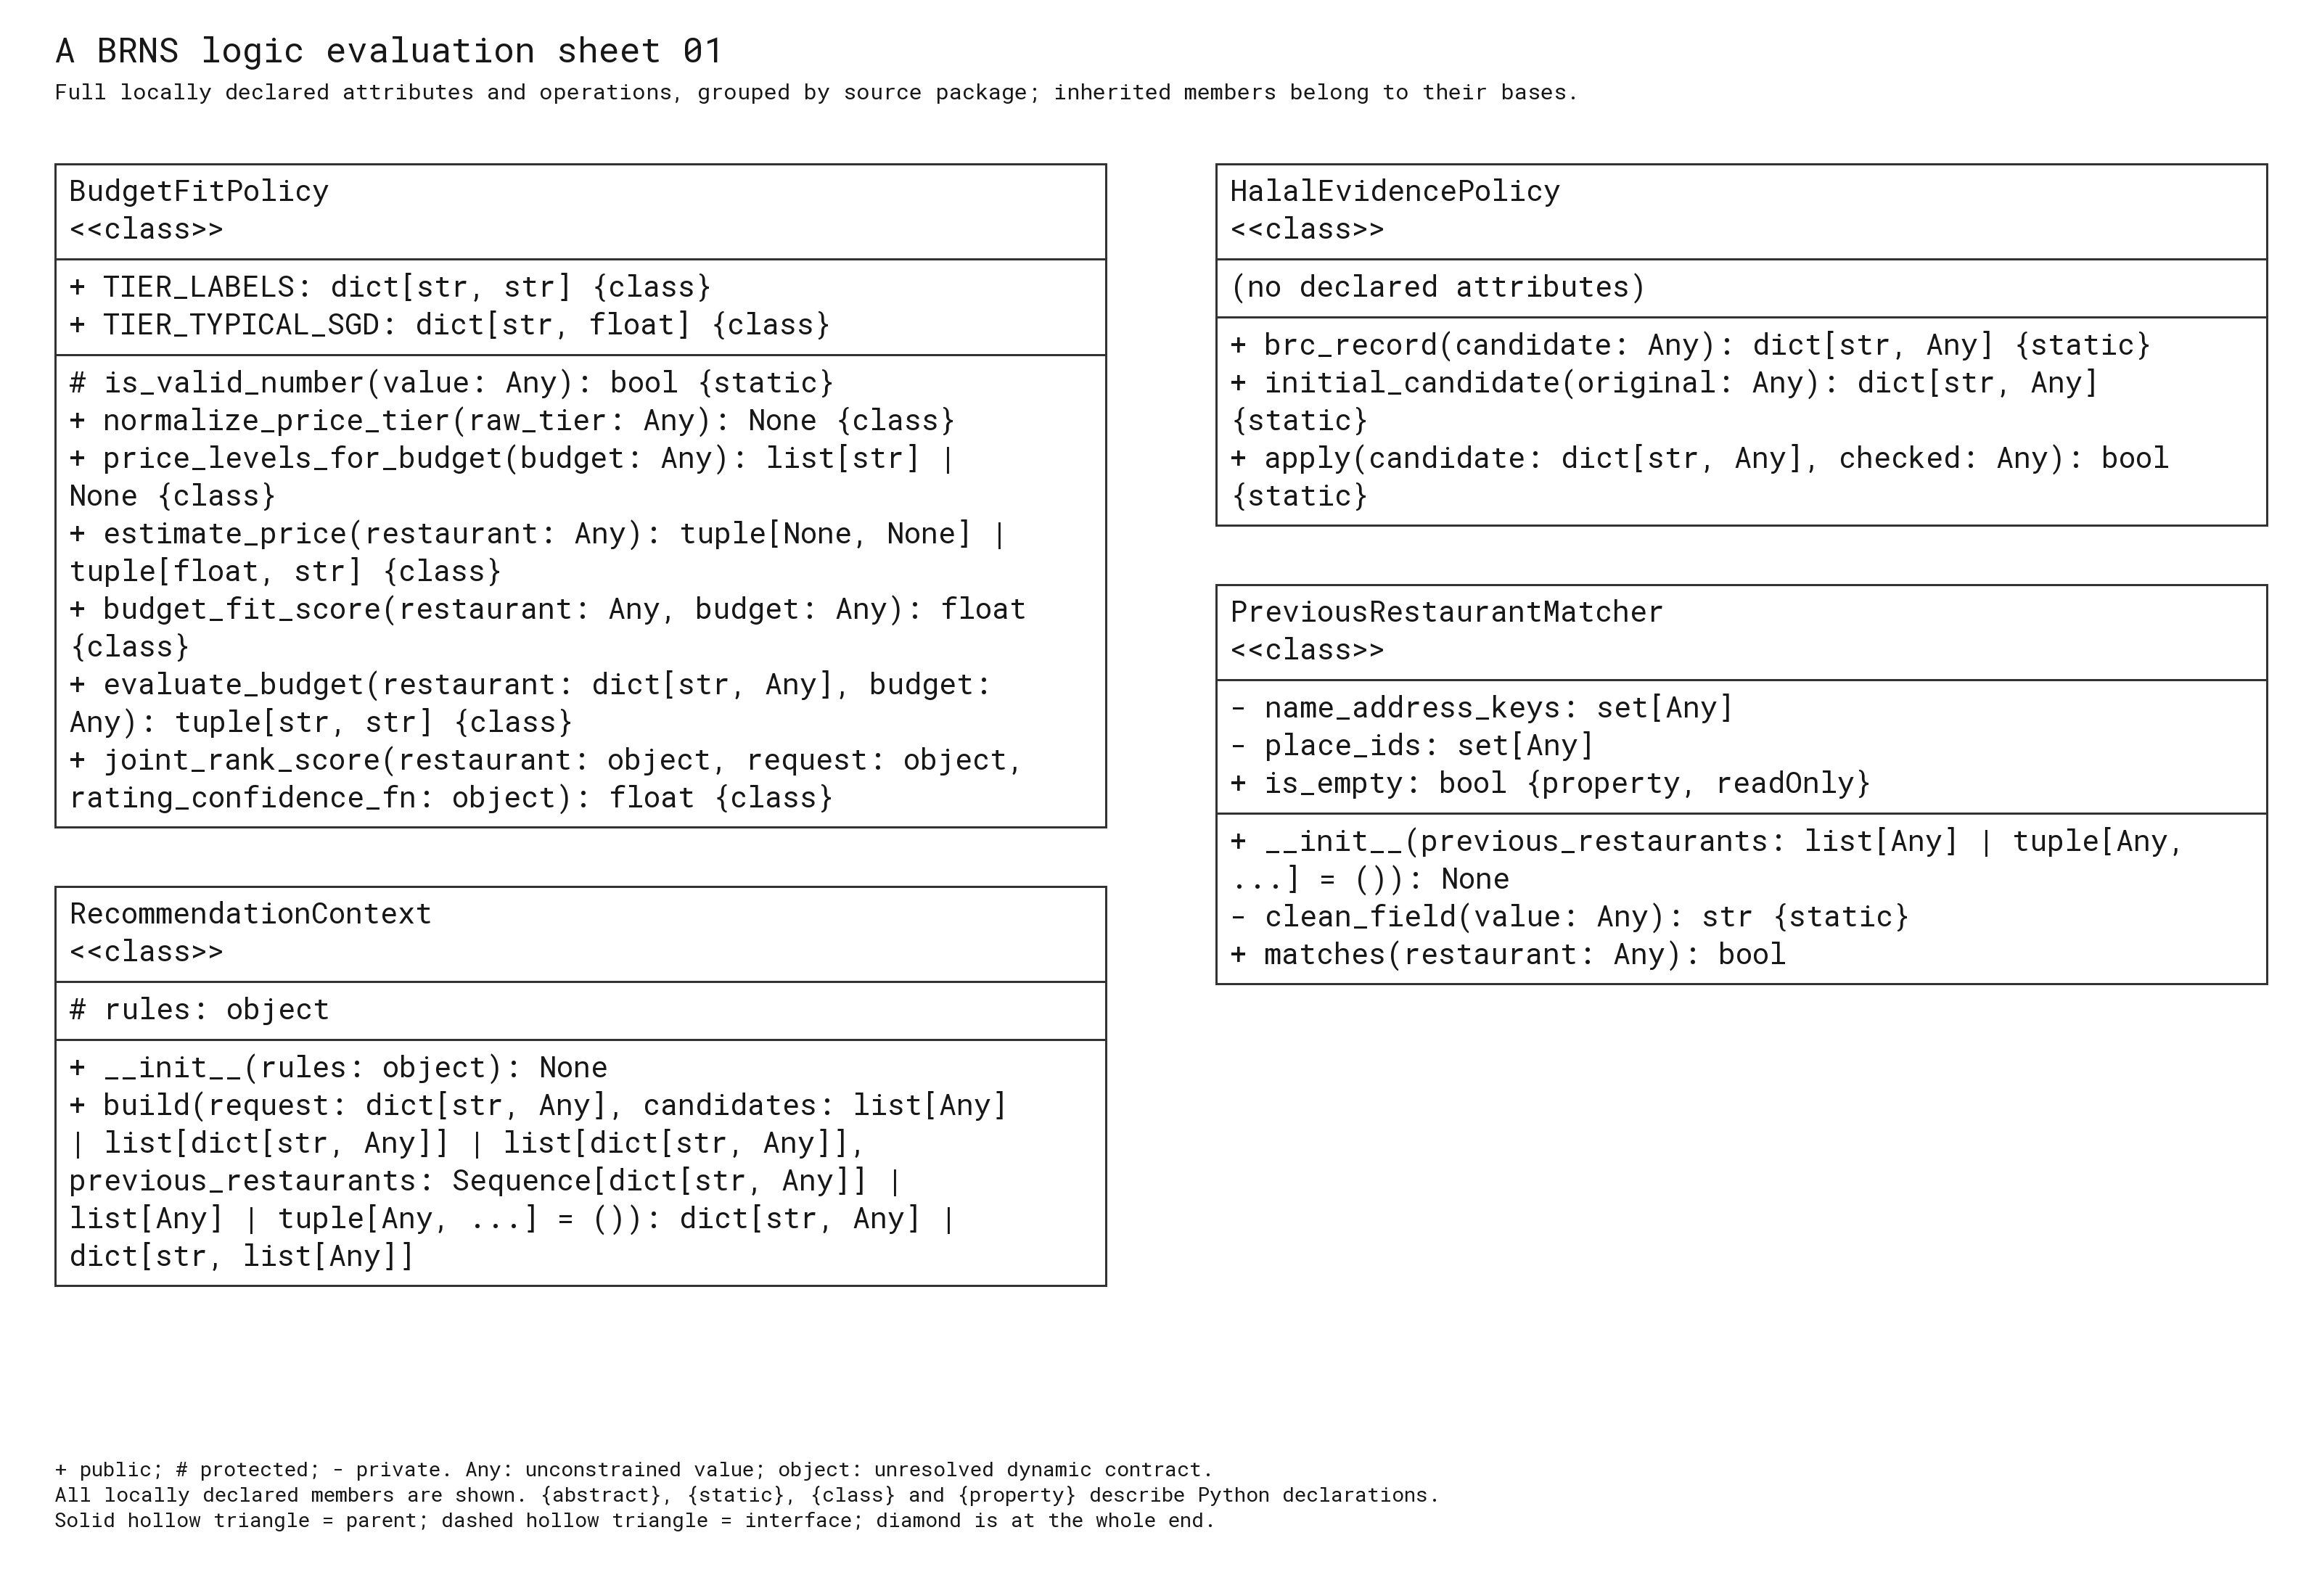 A BRNS logic evaluation sheet 01
Full locally declared attributes and operations, grouped by source package; inherited members belong to their bases.
BudgetFitPolicy
<<class>>
+ TIER_LABELS: dict[str, str] {class}
+ TIER_TYPICAL_SGD: dict[str, float] {class}
# is_valid_number(value: Any): bool {static}
+ normalize_price_tier(raw_tier: Any): None {class}
+ price_levels_for_budget(budget: Any): list[str] |
None {class}
+ estimate_price(restaurant: Any): tuple[None, None] |
tuple[float, str] {class}
+ budget_fit_score(restaurant: Any, budget: Any): float
{class}
+ evaluate_budget(restaurant: dict[str, Any], budget:
Any): tuple[str, str] {class}
+ joint_rank_score(restaurant: object, request: object,
rating_confidence_fn: object): float {class}
RecommendationContext
<<class>>
# rules: object
+ __init__(rules: object): None
+ build(request: dict[str, Any], candidates: list[Any]
| list[dict[str, Any]] | list[dict[str, Any]],
previous_restaurants: Sequence[dict[str, Any]] |
list[Any] | tuple[Any, ...] = ()): dict[str, Any] |
dict[str, list[Any]]
HalalEvidencePolicy
<<class>>
(no declared attributes)
+ brc_record(candidate: Any): dict[str, Any] {static}
+ initial_candidate(original: Any): dict[str, Any]
{static}
+ apply(candidate: dict[str, Any], checked: Any): bool
{static}
PreviousRestaurantMatcher
<<class>>
- name_address_keys: set[Any]
- place_ids: set[Any]
+ is_empty: bool {property, readOnly}
+ __init__(previous_restaurants: list[Any] | tuple[Any,
...] = ()): None
- clean_field(value: Any): str {static}
+ matches(restaurant: Any): bool
+ public; # protected; - private. Any: unconstrained value; object: unresolved dynamic contract.
All locally declared members are shown. {abstract}, {static}, {class} and {property} describe Python declarations.
Solid hollow triangle = parent; dashed hollow triangle = interface; diamond is at the whole end.